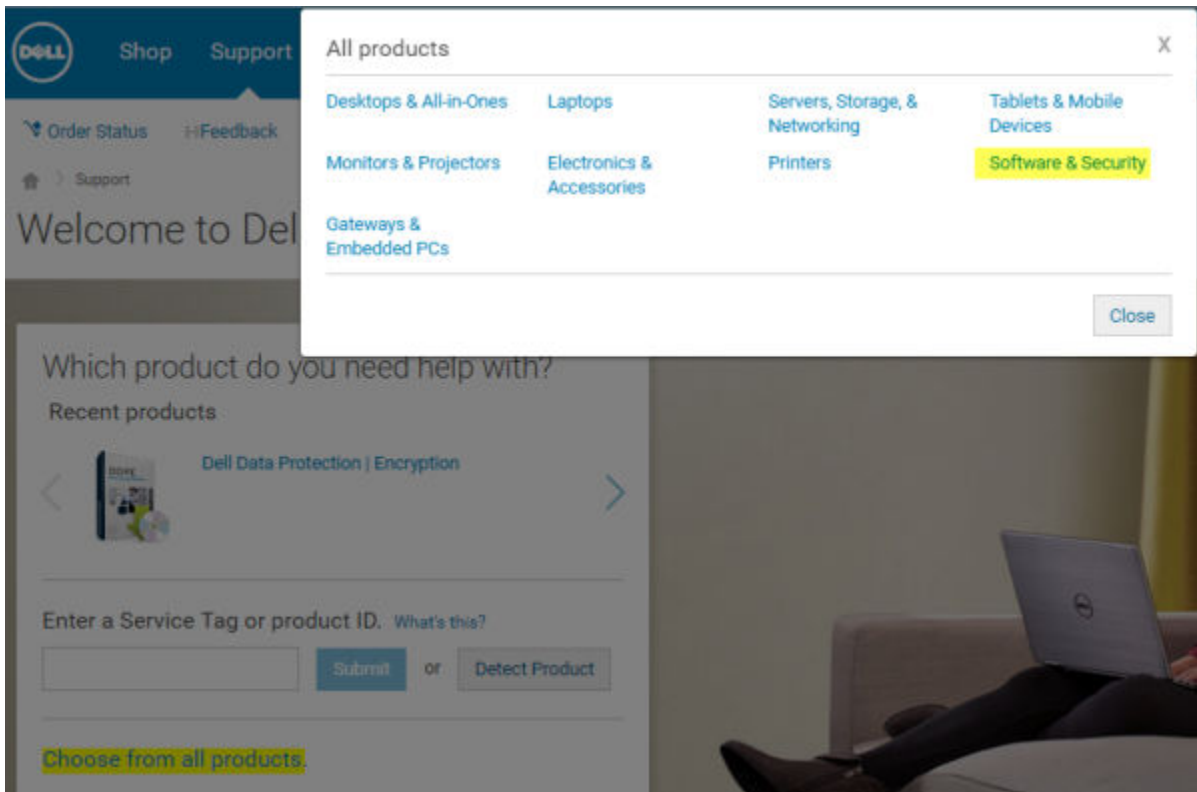 DELL
Shop Support
Order Status Feedback
Support
Welcome to Del
All products X
Desktops & All-in-Ones
Laptops
Servers, Storage, &
Networking
Tablets & Mobile
Devices
Monitors & Projectors
Electronics &
Accessories
Printers
Software & Security
Gateways &
Embedded PCs
Close
Which product do you need help with?
Recent products
DDPE
Dell Data Protection | Encryption
Enter a Service Tag or product ID. What's this?
Submit or Detect Product
Choose from all products.
DELL